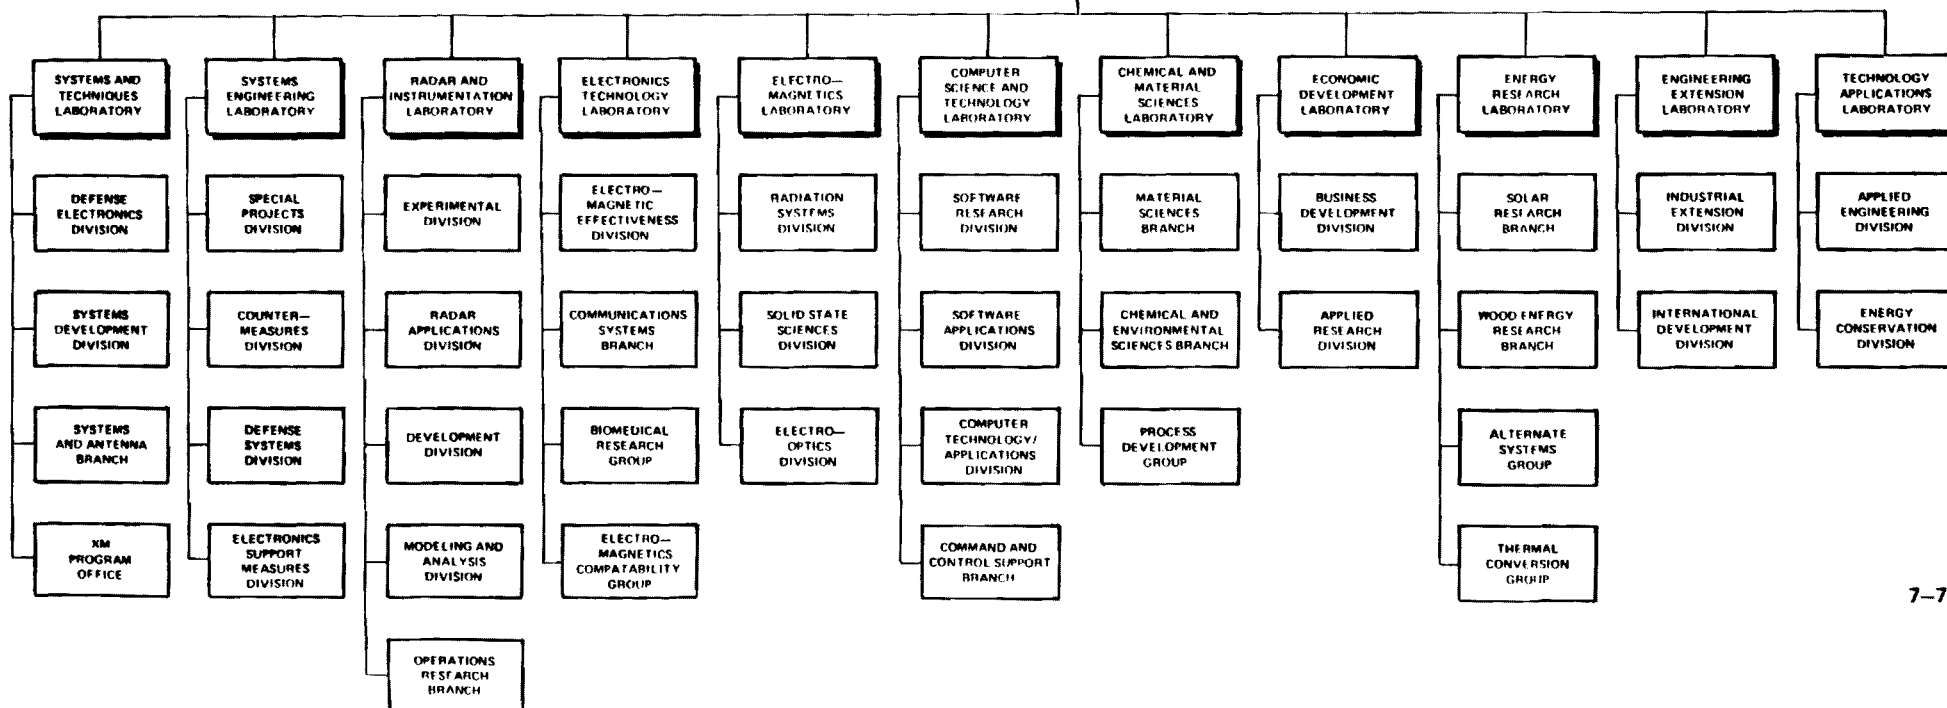 SYSTEMS AND
TECHNIQUES
LABORATORY
DEFENSE
ELECTRONICS
DIVISION
SYSTEMS
DEVELOPMENT
DIVISION
SYSTEMS
AND ANTENNA
BRANCH
XM
PROGRAM
OFFICE
SYSTEMS
ENGINEERING
LABORATORY
SPECIAL
PROJECTS
DIVISION
COUNTER—
MEASURES
DIVISION
DEFENSE
SYSTEMS
DIVISION
ELECTRONICS
SUPPORT
MEASURES
DIVISION
RADAR AND
INSTRUMENTATION
LABORATORY
EXPERIMENTAL
DIVISION
RADAR
APPLICATIONS
DIVISION
DEVELOPMENT
DIVISION
MODELING AND
ANALYSIS
DIVISION
OPERATIONS
RESEARCH
BRANCH
ELECTRONICS
TECHNOLOGY
LABORATORY
ELECTRO—
MAGNETIC
EFFECTIVENESS
DIVISION
COMMUNICATIONS
SYSTEMS
BRANCH
BIOMEDICAL
RESEARCH
GROUP
ELECTRO—
MAGNETICS
COMPATABILITY
GROUP
ELECTRO—
MAGNETICS
LABORATORY
RADIATION
SYSTEMS
DIVISION
SOLID STATE
SCIENCES
DIVISION
ELECTRO—
OPTICS
DIVISION
COMPUTER
SCIENCE AND
TECHNOLOGY
LABORATORY
SOFTWARE
RESEARCH
DIVISION
SOFTWARE
APPLICATIONS
DIVISION
COMPUTER
TECHNOLOGY/
APPLICATIONS
DIVISION
COMMAND AND
CONTROL SUPPORT
BRANCH
CHEMICAL AND
MATERIAL
SCIENCES
LABORATORY
MATERIAL
SCIENCES
BRANCH
CHEMICAL AND
ENVIRONMENTAL
SCIENCES BRANCH
PROCESS
DEVELOPMENT
GROUP
ECONOMIC
DEVELOPMENT
LABORATORY
BUSINESS
DEVELOPMENT
DIVISION
APPLIED
RESEARCH
DIVISION
ENERGY
RESEARCH
LABORATORY
SOLAR
RESEARCH
BRANCH
WOOD ENERGY
RESEARCH
BRANCH
ALTERNATE
SYSTEMS
GROUP
THERMAL
CONVERSION
GROUP
ENGINEERING
EXTENSION
LABORATORY
INDUSTRIAL
EXTENSION
DIVISION
INTERNATIONAL
DEVELOPMENT
DIVISION
TECHNOLOGY
APPLICATIONS
LABORATORY
APPLIED
ENGINEERING
DIVISION
ENERGY
CONSERVATION
DIVISION
7—7